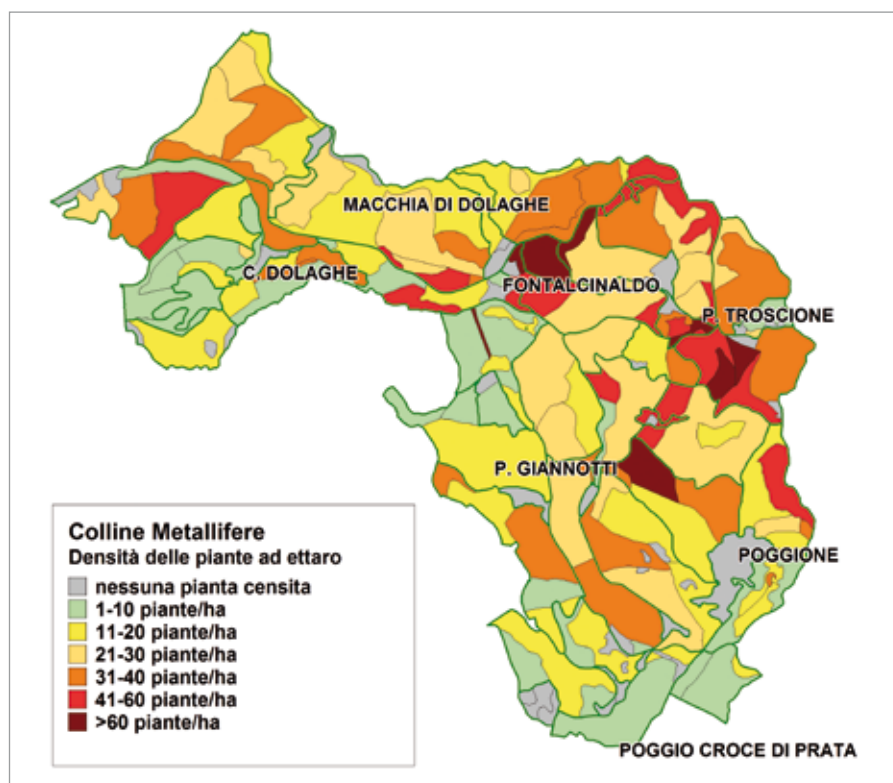 MACCHIA DI DOLAGHE
C. DOLAGHE
FONTALCINALDO
P. TROSCIONE
P. GIANNOTTI
POGGIONE
POGGIO CROCE DI PRATA
Colline Metallifere
Densità delle piante ad ettaro
nessuna pianta censita
1-10 piante/ha
11-20 piante/ha
21-30 piante/ha
31-40 piante/ha
41-60 piante/ha
>60 piante/ha